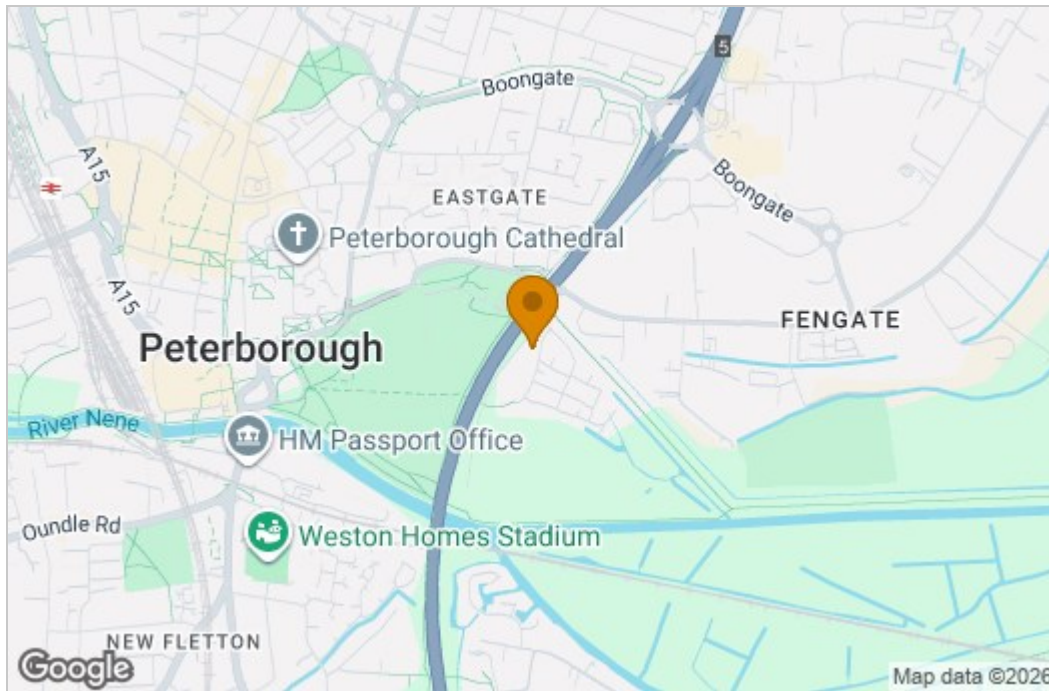 5
Boongate
A15
Boongate
EASTGATE
Peterborough Cathedral
A15
FENGATE
Peterborough
River Nene
HM Passport Office
Oundle Rd
Weston Homes Stadium
NEW FLETTON
Google
Map data ©2026